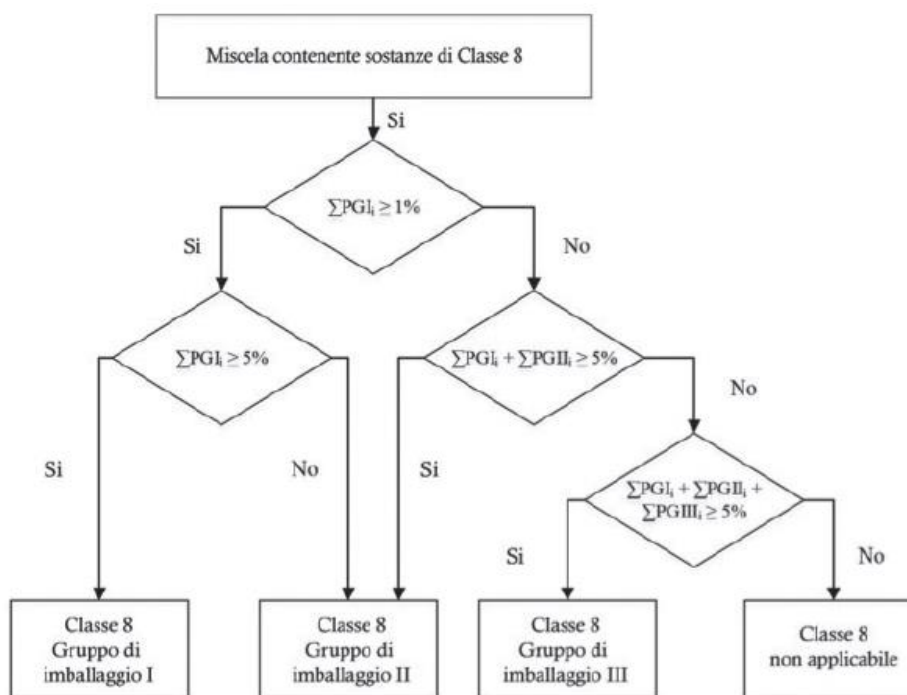 Miscela contenente sostanze di Classe 8
Si
∑PGIᵢ ≥ 1%
Si
No
∑PGIᵢ ≥ 5%
∑PGIᵢ + ∑PGIIᵢ ≥ 5%
No
Si
No
Si
∑PGIᵢ + ∑PGIIᵢ +
∑PGIIIᵢ ≥ 5%
Si
No
Classe 8
Gruppo di
imballaggio I
Classe 8
Gruppo di
imballaggio II
Classe 8
Gruppo di
imballaggio III
Classe 8
non applicabile